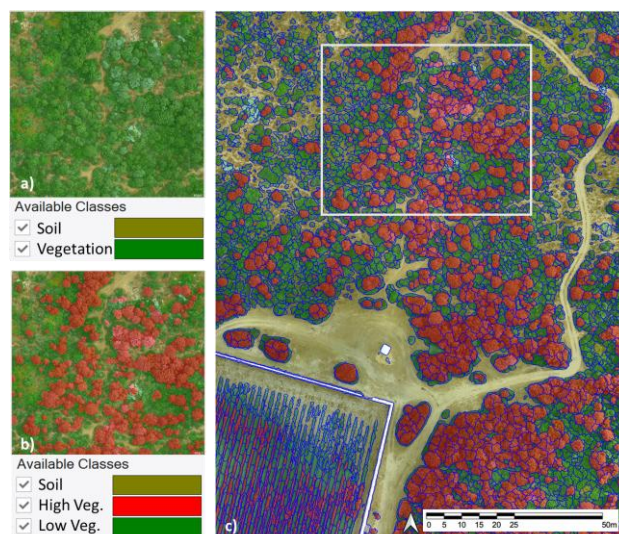 a)
Available Classes
Soil
Vegetation
b)
Available Classes
Soil
High Veg.
Low Veg.
c)
0 5 10 15 20 25 50m